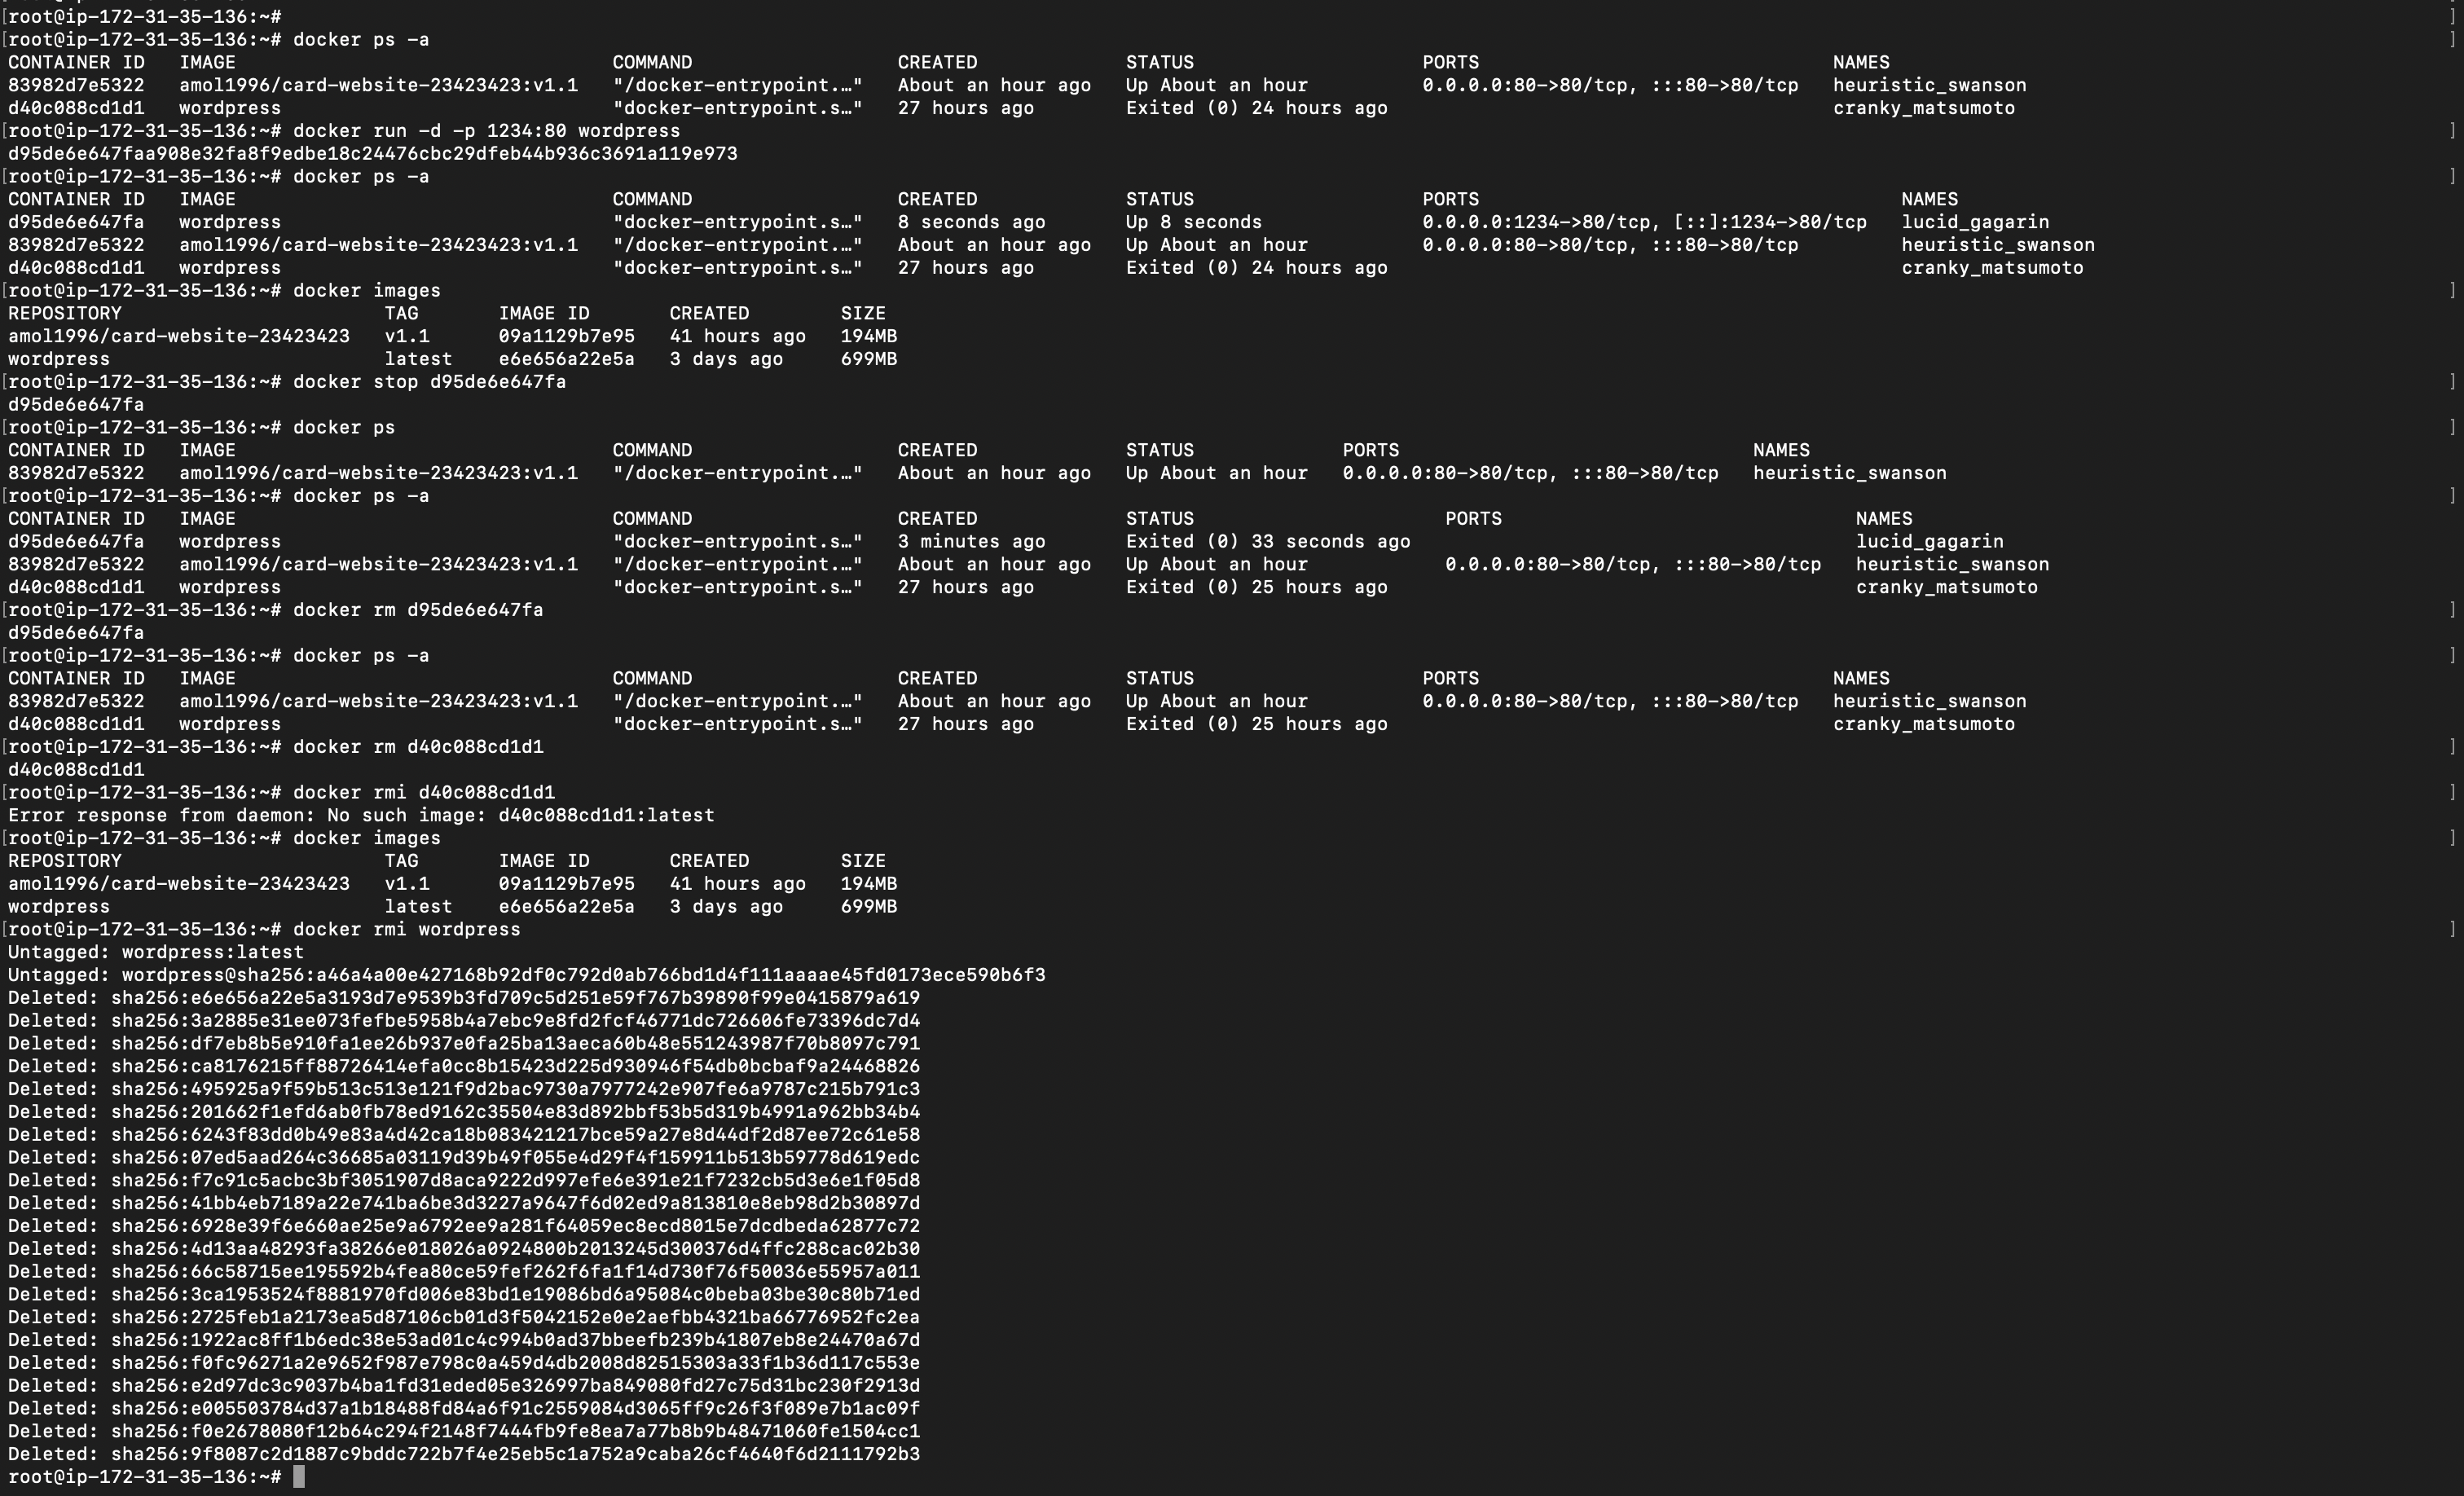 [root@ip-172-31-35-136:~# ]
[root@ip-172-31-35-136:~# docker ps -a ]
CONTAINER ID IMAGE COMMAND CREATED STATUS PORTS NAMES
83982d7e5322 amol1996/card-website-23423423:v1.1 "/docker-entrypoint.…" About an hour ago Up About an hour 0.0.0.0:80->80/tcp, :::80->80/tcp heuristic_swanson
d40c088cd1d1 wordpress "docker-entrypoint.s…" 27 hours ago Exited (0) 24 hours ago cranky_matsumoto
[root@ip-172-31-35-136:~# docker run -d -p 1234:80 wordpress ]
d95de6e647faa908e32fa8f9edbe18c24476cbc29dfeb44b936c3691a119e973
[root@ip-172-31-35-136:~# docker ps -a ]
CONTAINER ID IMAGE COMMAND CREATED STATUS PORTS NAMES
d95de6e647fa wordpress "docker-entrypoint.s…" 8 seconds ago Up 8 seconds 0.0.0.0:1234->80/tcp, [::]:1234->80/tcp lucid_gagarin
83982d7e5322 amol1996/card-website-23423423:v1.1 "/docker-entrypoint.…" About an hour ago Up About an hour 0.0.0.0:80->80/tcp, :::80->80/tcp heuristic_swanson
d40c088cd1d1 wordpress "docker-entrypoint.s…" 27 hours ago Exited (0) 24 hours ago cranky_matsumoto
[root@ip-172-31-35-136:~# docker images ]
REPOSITORY TAG IMAGE ID CREATED SIZE
amol1996/card-website-23423423 v1.1 09a1129b7e95 41 hours ago 194MB
wordpress latest e6e656a22e5a 3 days ago 699MB
[root@ip-172-31-35-136:~# docker stop d95de6e647fa ]
d95de6e647fa
[root@ip-172-31-35-136:~# docker ps ]
CONTAINER ID IMAGE COMMAND CREATED STATUS PORTS NAMES
83982d7e5322 amol1996/card-website-23423423:v1.1 "/docker-entrypoint.…" About an hour ago Up About an hour 0.0.0.0:80->80/tcp, :::80->80/tcp heuristic_swanson
[root@ip-172-31-35-136:~# docker ps -a ]
CONTAINER ID IMAGE COMMAND CREATED STATUS PORTS NAMES
d95de6e647fa wordpress "docker-entrypoint.s…" 3 minutes ago Exited (0) 33 seconds ago lucid_gagarin
83982d7e5322 amol1996/card-website-23423423:v1.1 "/docker-entrypoint.…" About an hour ago Up About an hour 0.0.0.0:80->80/tcp, :::80->80/tcp heuristic_swanson
d40c088cd1d1 wordpress "docker-entrypoint.s…" 27 hours ago Exited (0) 25 hours ago cranky_matsumoto
[root@ip-172-31-35-136:~# docker rm d95de6e647fa ]
d95de6e647fa
[root@ip-172-31-35-136:~# docker ps -a ]
CONTAINER ID IMAGE COMMAND CREATED STATUS PORTS NAMES
83982d7e5322 amol1996/card-website-23423423:v1.1 "/docker-entrypoint.…" About an hour ago Up About an hour 0.0.0.0:80->80/tcp, :::80->80/tcp heuristic_swanson
d40c088cd1d1 wordpress "docker-entrypoint.s…" 27 hours ago Exited (0) 25 hours ago cranky_matsumoto
[root@ip-172-31-35-136:~# docker rm d40c088cd1d1 ]
d40c088cd1d1
[root@ip-172-31-35-136:~# docker rmi d40c088cd1d1 ]
Error response from daemon: No such image: d40c088cd1d1:latest
[root@ip-172-31-35-136:~# docker images ]
REPOSITORY TAG IMAGE ID CREATED SIZE
amol1996/card-website-23423423 v1.1 09a1129b7e95 41 hours ago 194MB
wordpress latest e6e656a22e5a 3 days ago 699MB
[root@ip-172-31-35-136:~# docker rmi wordpress ]
Untagged: wordpress:latest
Untagged: wordpress@sha256:a46a4a00e427168b92df0c792d0ab766bd1d4f111aaaae45fd0173ece590b6f3
Deleted: sha256:e6e656a22e5a3193d7e9539b3fd709c5d251e59f767b39890f99e0415879a619
Deleted: sha256:3a2885e31ee073fefbe5958b4a7ebc9e8fd2fcf46771dc726606fe73396dc7d4
Deleted: sha256:df7eb8b5e910fa1ee26b937e0fa25ba13aeca60b48e551243987f70b8097c791
Deleted: sha256:ca8176215ff88726414efa0cc8b15423d225d930946f54db0bcbaf9a24468826
Deleted: sha256:495925a9f59b513c513e121f9d2bac9730a7977242e907fe6a9787c215b791c3
Deleted: sha256:201662f1efd6ab0fb78ed9162c35504e83d892bbf53b5d319b4991a962bb34b4
Deleted: sha256:6243f83dd0b49e83a4d42ca18b083421217bce59a27e8d44df2d87ee72c61e58
Deleted: sha256:07ed5aad264c36685a03119d39b49f055e4d29f4f159911b513b59778d619edc
Deleted: sha256:f7c91c5acbc3bf3051907d8aca9222d997efe6e391e21f7232cb5d3e6e1f05d8
Deleted: sha256:41bb4eb7189a22e741ba6be3d3227a9647f6d02ed9a813810e8eb98d2b30897d
Deleted: sha256:6928e39f6e660ae25e9a6792ee9a281f64059ec8ecd8015e7dcdbeda62877c72
Deleted: sha256:4d13aa48293fa38266e018026a0924800b2013245d300376d4ffc288cac02b30
Deleted: sha256:66c58715ee195592b4fea80ce59fef262f6fa1f14d730f76f50036e55957a011
Deleted: sha256:3ca1953524f8881970fd006e83bd1e19086bd6a95084c0beba03be30c80b71ed
Deleted: sha256:2725feb1a2173ea5d87106cb01d3f5042152e0e2aefbb4321ba66776952fc2ea
Deleted: sha256:1922ac8ff1b6edc38e53ad01c4c994b0ad37bbeefb239b41807eb8e24470a67d
Deleted: sha256:f0fc96271a2e9652f987e798c0a459d4db2008d82515303a33f1b36d117c553e
Deleted: sha256:e2d97dc3c9037b4ba1fd31eded05e326997ba849080fd27c75d31bc230f2913d
Deleted: sha256:e005503784d37a1b18488fd84a6f91c2559084d3065ff9c26f3f089e7b1ac09f
Deleted: sha256:f0e2678080f12b64c294f2148f7444fb9fe8ea7a77b8b9b48471060fe1504cc1
Deleted: sha256:9f8087c2d1887c9bddc722b7f4e25eb5c1a752a9caba26cf4640f6d2111792b3
root@ip-172-31-35-136:~#